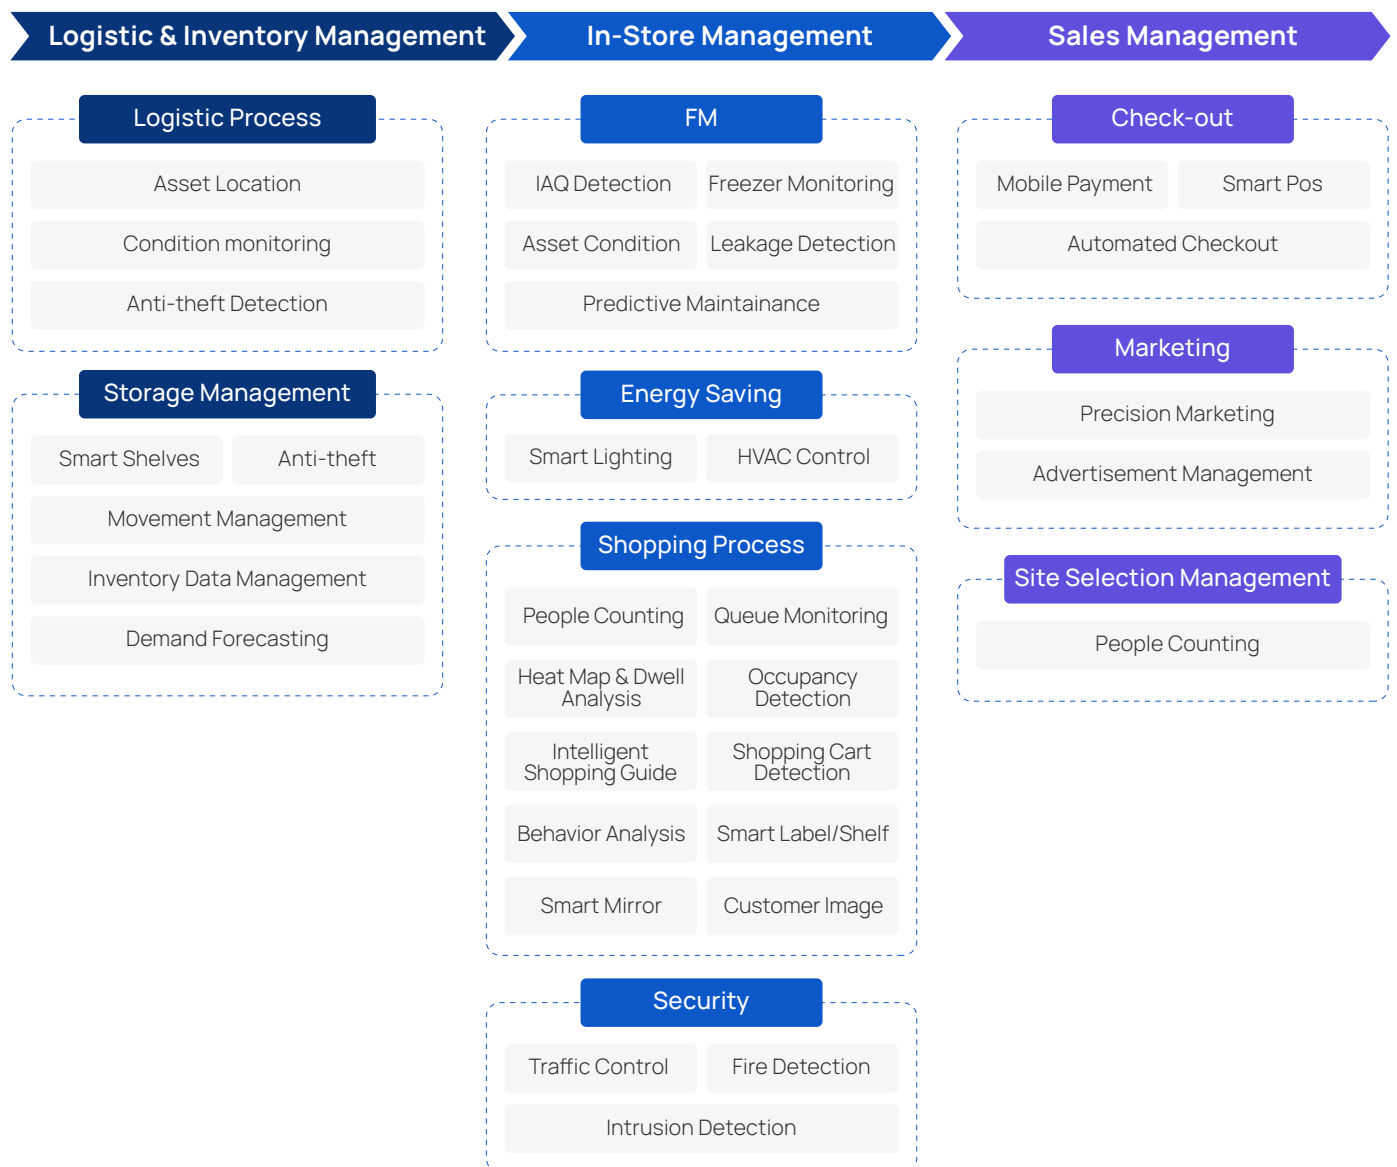 Logistic & Inventory Management
In-Store Management
Sales Management
Logistic Process
Asset Location
Condition monitoring
Anti-theft Detection
Storage Management
Smart Shelves
Anti-theft
Movement Management
Inventory Data Management
Demand Forecasting
FM
IAQ Detection
Freezer Monitoring
Asset Condition
Leakage Detection
Predictive Maintainance
Energy Saving
Smart Lighting
HVAC Control
Shopping Process
People Counting
Queue Monitoring
Heat Map & Dwell
Analysis
Occupancy
Detection
Intelligent
Shopping Guide
Shopping Cart
Detection
Behavior Analysis
Smart Label/Shelf
Smart Mirror
Customer Image
Security
Traffic Control
Fire Detection
Intrusion Detection
Check-out
Mobile Payment
Smart Pos
Automated Checkout
Marketing
Precision Marketing
Advertisement Management
Site Selection Management
People Counting